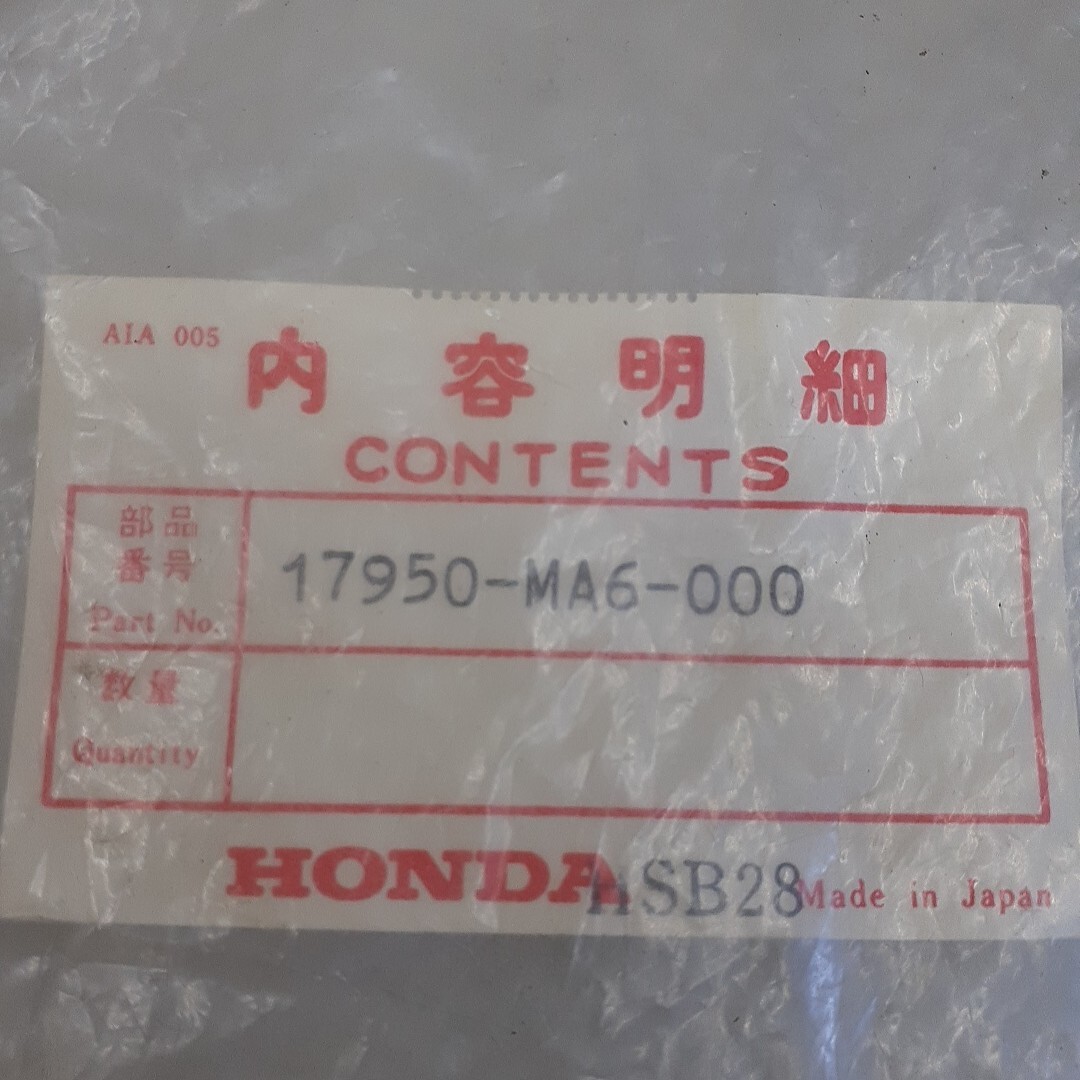 AIA 005
内容明細
CONTENTS
部品
番号
Part No.
17950-MA6-000
数量
Quantity
HONDA
HSB28
Made in Japan